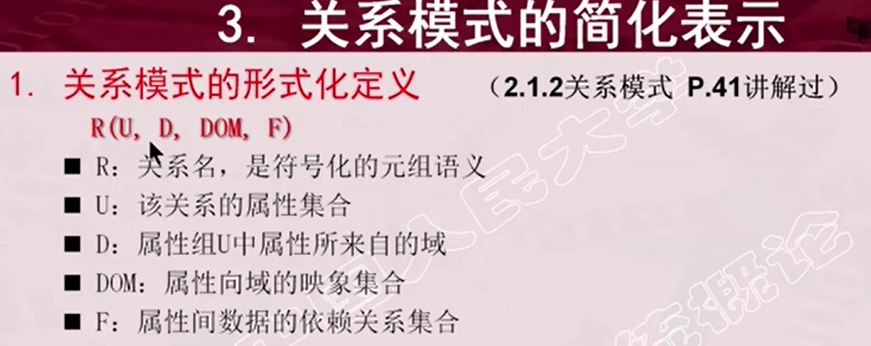 3. 关系模式的简化表示
1. 关系模式的形式化定义 （2.1.2关系模式 P.41讲解过）
R(U, D, DOM, F)
■ R：关系名，是符号化的元组语义
■ U：该关系的属性集合
■ D：属性组U中属性所来自的域
■ DOM：属性向域的映象集合
■ F：属性间数据的依赖关系集合
人民大学
统概论